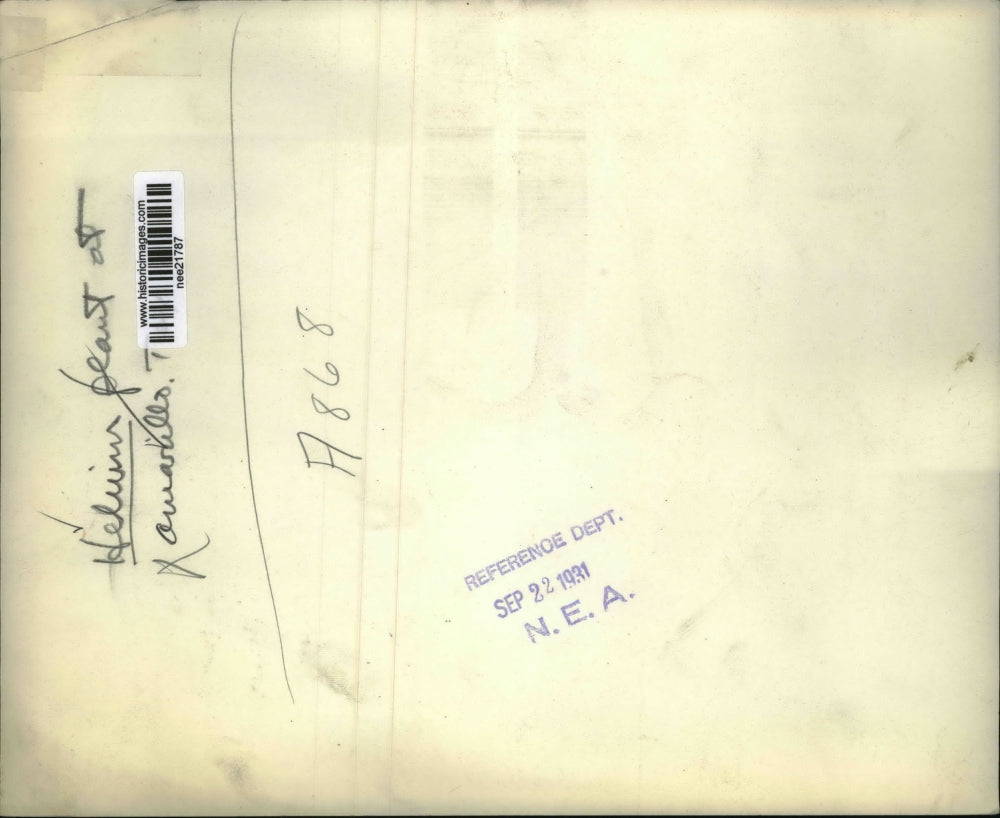 Helium plant at
X amarillo. T
www.historicimages.com
nee21787
A868
REFERENCE DEPT.
SEP 22 1931
N. E. A.